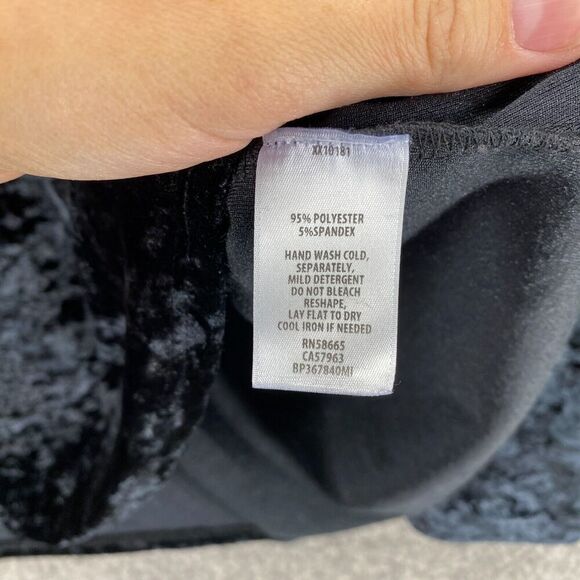 XX10181
95% POLYESTER
5%SPANDEX
HAND WASH COLD,
SEPARATELY,
MILD DETERGENT
DO NOT BLEACH
RESHAPE,
LAY FLAT TO DRY
COOL IRON IF NEEDED
RN58665
CA57963
BP367840MI